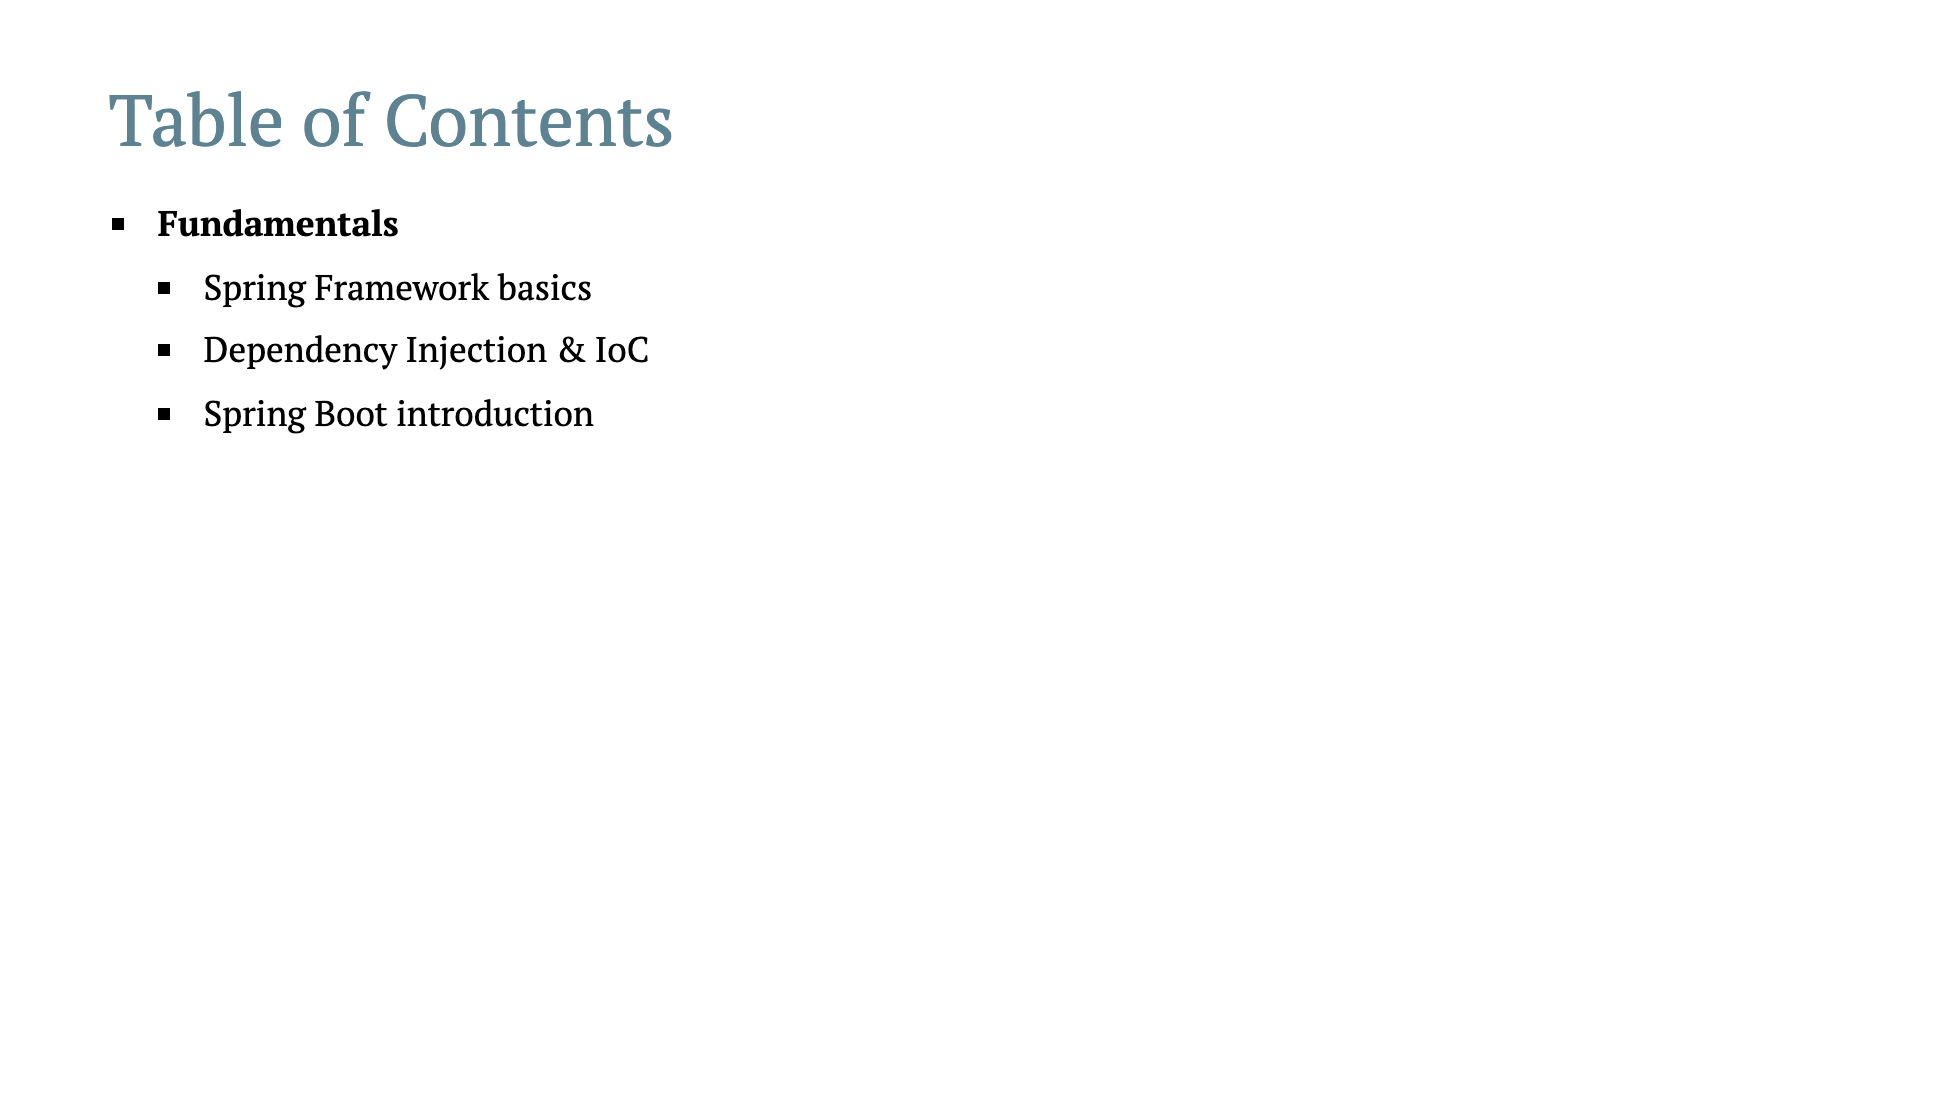 Table of Contents
Fundamentals
Spring Framework basics
Dependency Injection & IoC
Spring Boot introduction